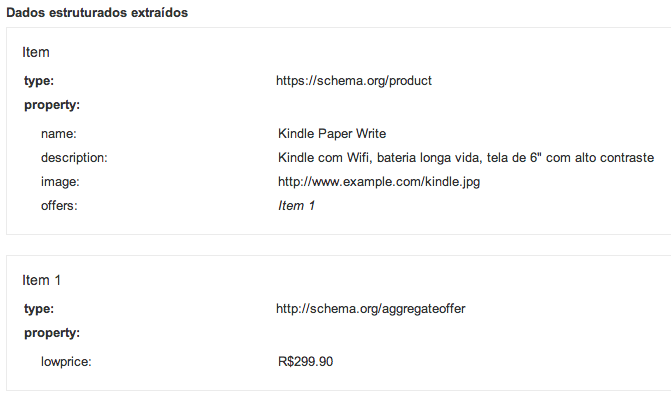 Dados estruturados extraídos
Item
type: https://schema.org/product
property:
name: Kindle Paper Write
description: Kindle com Wifi, bateria longa vida, tela de 6" com alto contraste
image: http://www.example.com/kindle.jpg
offers: Item 1
Item 1
type: http://schema.org/aggregateoffer
property:
lowprice: R$299.90